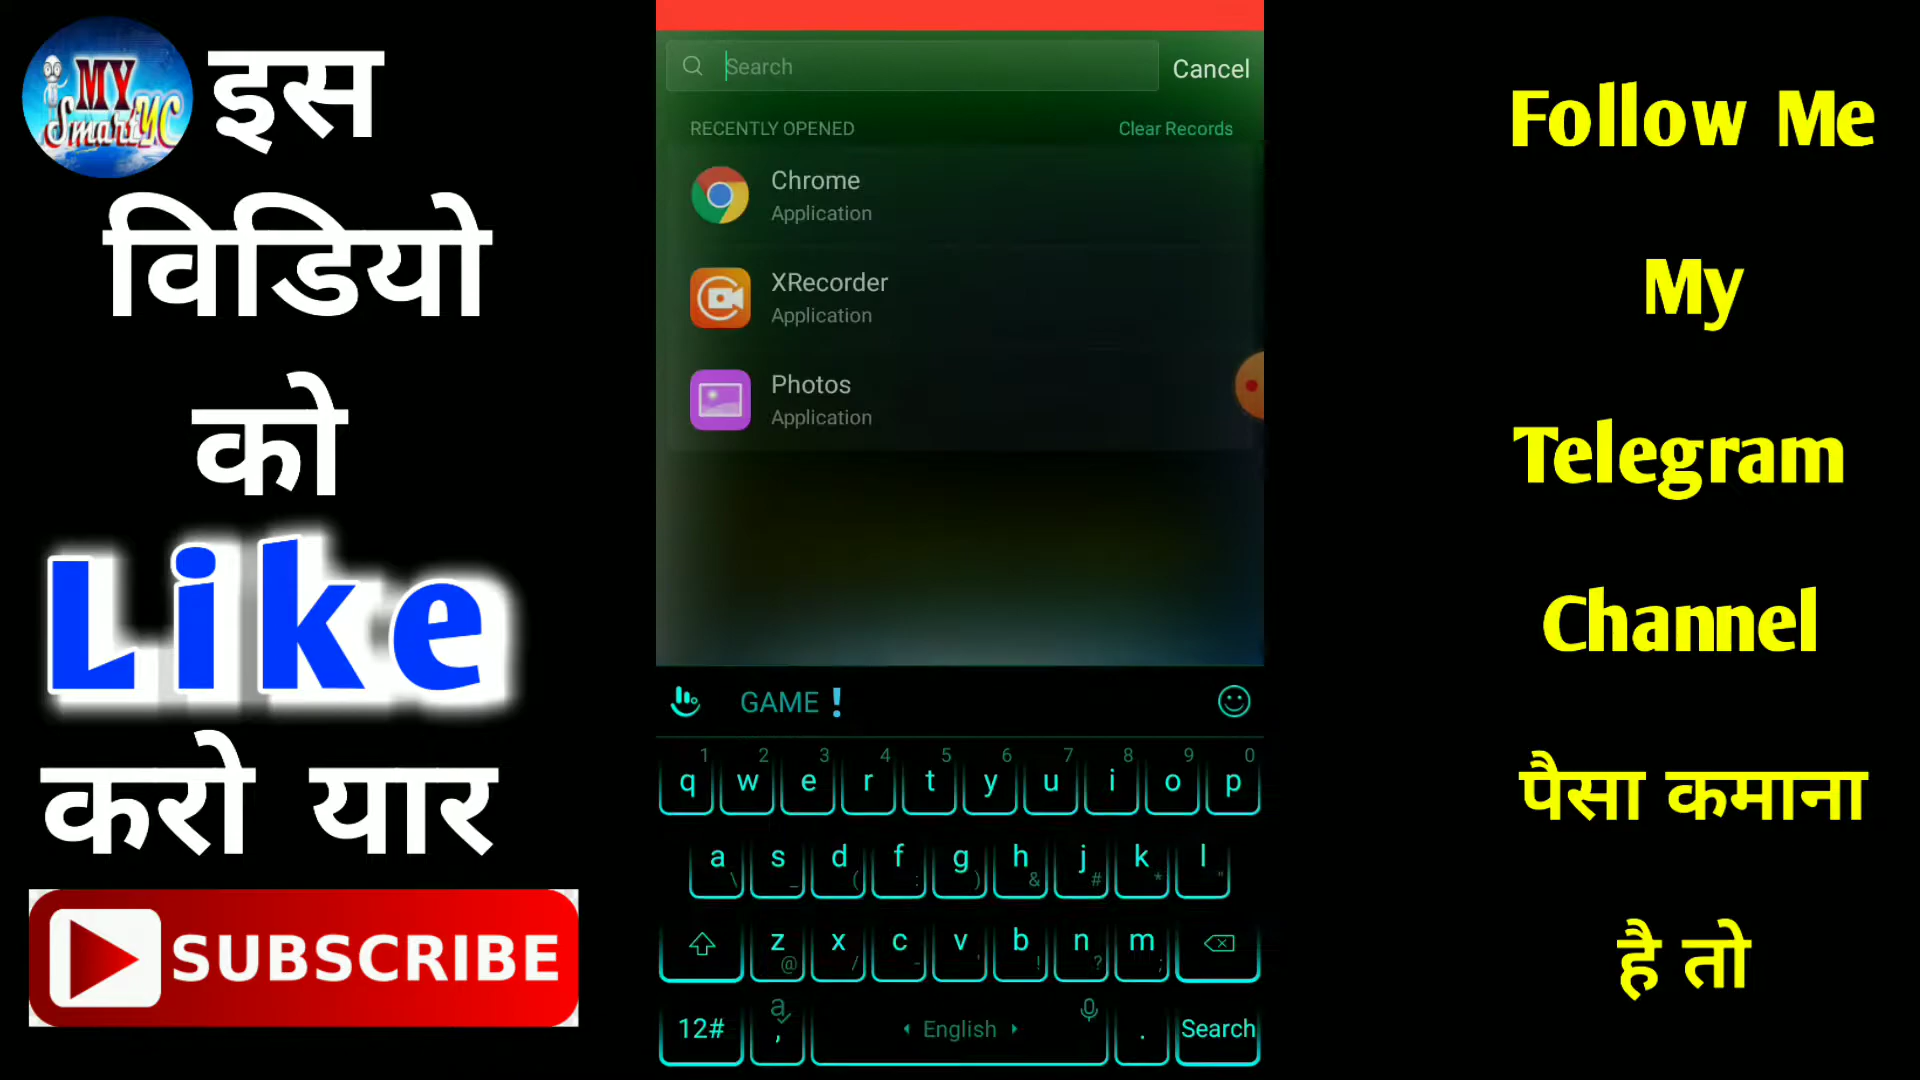 MY
SmartYC
इस
विडियो
को
Like
करो यार
SUBSCRIBE
Search
Cancel
RECENTLY OPENED
Clear Records
Chrome
Application
XRecorder
Application
Photos
Application
GAME❗
1 2 3 4 5 6 7 8 9 0
q w e r t y u i o p
a s d f g h j k l
\ _ ( : ) & # * "
z x c v b n m
@ / - ' ! ? ;
12# a , English . Search
Follow Me
My
Telegram
Channel
पैसा कमाना
है तो